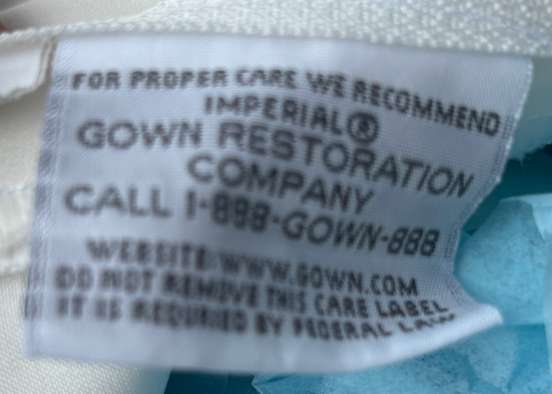 FOR PROPER CARE WE RECOMMEND
IMPERIAL®
GOWN RESTORATION
COMPANY
CALL 1-888-GOWN-888
WEBSITE:WWW.GOWN.COM
DO NOT REMOVE THIS CARE LABEL
IT IS REQURIED BY FEDERAL LAW